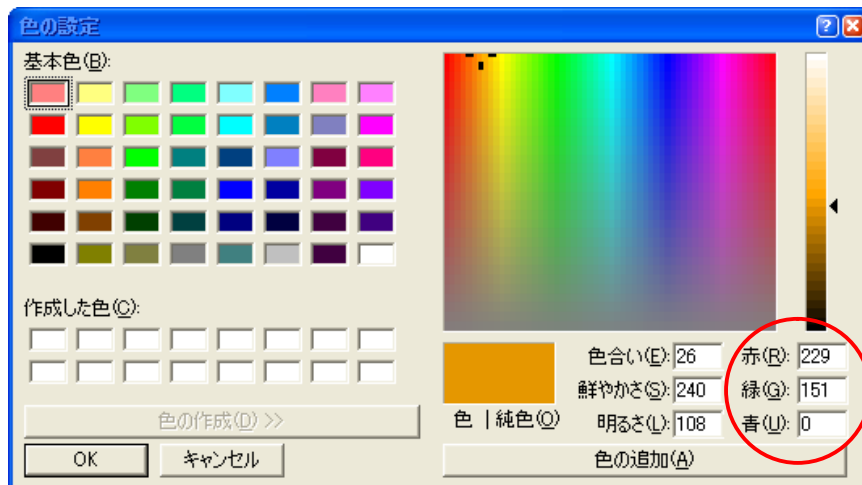 色の設定
基本色(B):
作成した色(C):
色の作成(D) >>
OK
キャンセル
色 | 純色(O)
色合い(E): 26
鮮やかさ(S): 240
明るさ(L): 108
赤(R): 229
緑(G): 151
青(U): 0
色の追加(A)